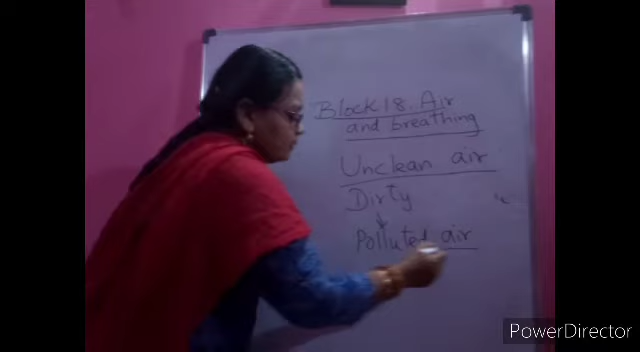 Block 18. Air
and breathing
Unclean air
Dirty
↓
Polluted air
PowerDirector